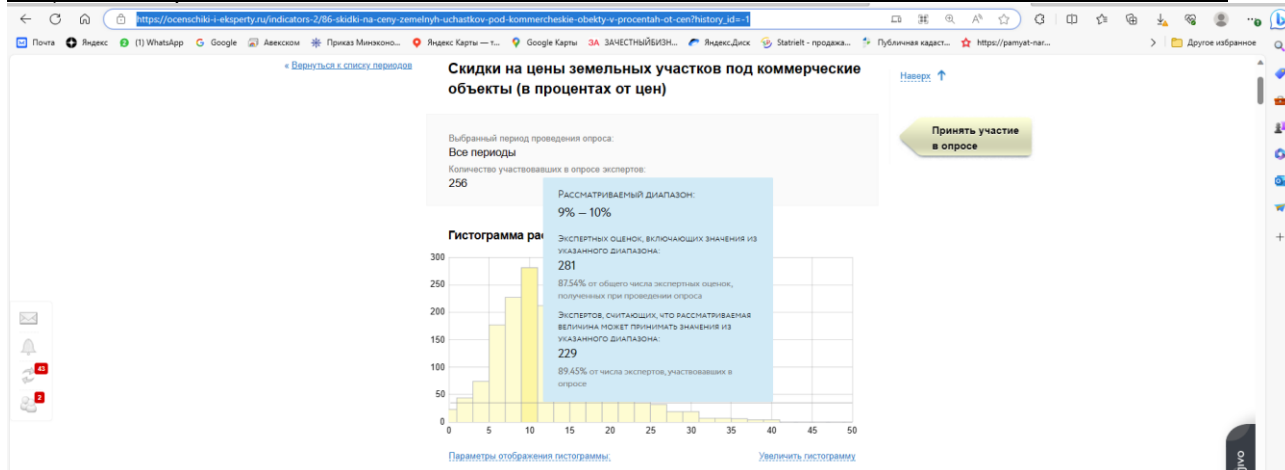 https://ocenschiki-i-eksperty.ru/indicators-2/86-skidki-na-ceny-zemelnyh-uchastkov-pod-kommercheskie-obekty-v-procentah-ot-cen?history_id=-1
Почта Яндекс (1) WhatsApp Google Авекском Приказ Минэконо... Яндекс Карты — т... Google Карты ЗАЧЕСТНЫЙБИЗН... Яндекс.Диск Statrielt - продажа... Публичная кадаст... https://pamyat-nar... Другое избранное
« Вернуться к списку периодов
Скидки на цены земельных участков под коммерческие
объекты (в процентах от цен)
Наверх ↑
Принять участие
в опросе
Выбранный период проведения опроса:
Все периоды
Количество участвовавших в опросе экспертов:
256
Рассматриваемый диапазон:
9% – 10%
Гистограмма ра
Экспертных оценок, включающих значения из
указанного диапазона:
281
87.54% от общего числа экспертных оценок,
полученных при проведении опроса
Экспертов, считающих, что рассматриваемая
величина может принимать значения из
указанного диапазона:
229
89.45% от числа экспертов, участвовавших в
опросе
300
250
200
150
100
50
0
0 5 10 15 20 25 30 35 40 45 50
Параметры отображения гистограммы: Увеличить гистограмму
43
2